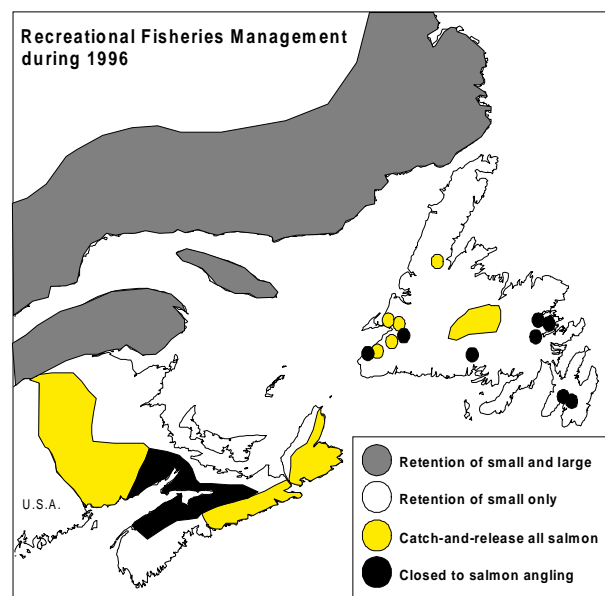 Recreational Fisheries Management
during 1996
U.S.A.
Retention of small and large
Retention of small only
Catch-and-release all salmon
Closed to salmon angling